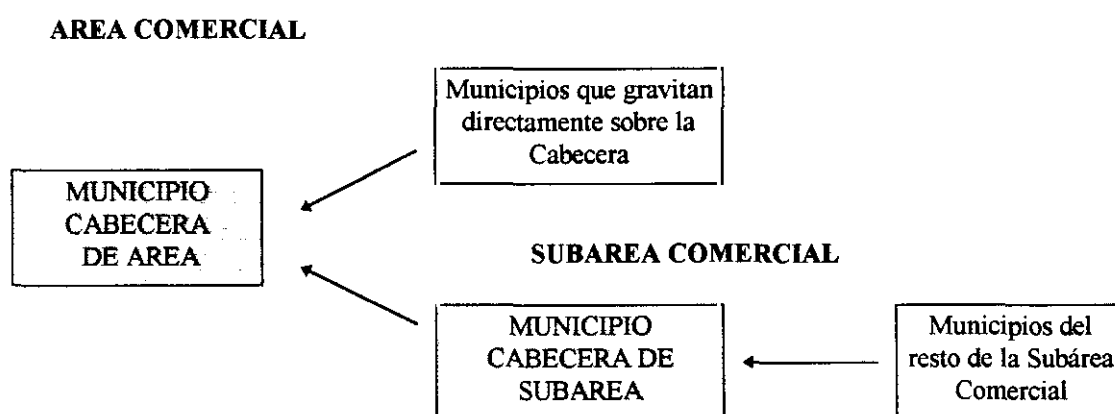 AREA COMERCIAL
Municipios que gravitan
directamente sobre la
Cabecera
MUNICIPIO
CABECERA
DE AREA
SUBAREA COMERCIAL
MUNICIPIO
CABECERA DE
SUBAREA
Municipios del
resto de la Subárea
Comercial